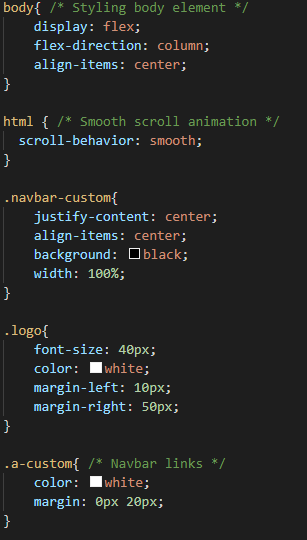 body{ /* Styling body element */
    display: flex;
    flex-direction: column;
    align-items: center;
}

html { /* Smooth scroll animation */
  scroll-behavior: smooth;
}

.navbar-custom{
    justify-content: center;
    align-items: center;
    background: black;
    width: 100%;
}

.logo{
    font-size: 40px;
    color: white;
    margin-left: 10px;
    margin-right: 50px;
}

.a-custom{ /* Navbar links */
    color: white;
    margin: 0px 20px;
}